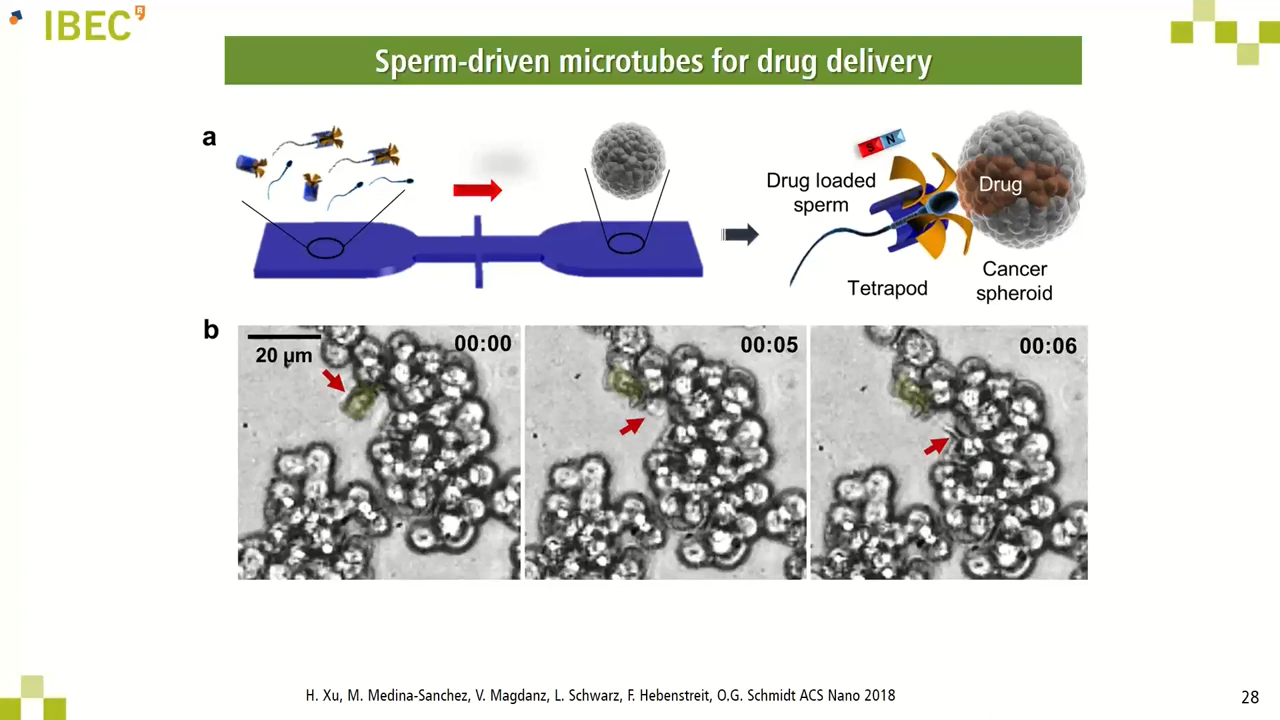 IBEC R
Sperm-driven microtubes for drug delivery
a
S N
Drug loaded
sperm
Drug
Tetrapod
Cancer
spheroid
b
20 µm
00:00
00:05
00:06
H. Xu, M. Medina-Sanchez, V. Magdanz, L. Schwarz, F. Hebenstreit, O.G. Schmidt ACS Nano 2018
28